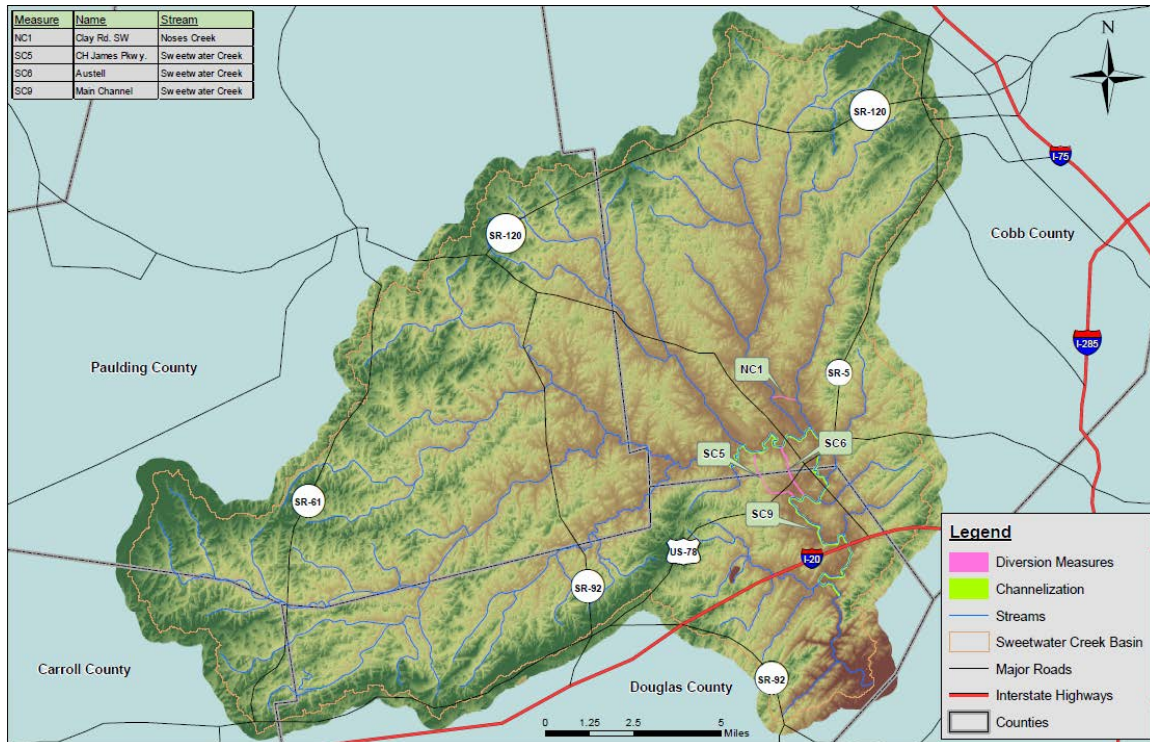 Measure Name Stream
NC1 Clay Rd. SW Noses Creek
SC5 CH James Pkwy. Sweetwater Creek
SC6 Austell Sweetwater Creek
SC9 Main Channel Sweetwater Creek
N
SR-120
I-75
SR-120
Cobb County
I-285
Paulding County
NC1
SR-5
SC6
SC5
SR-61
SC9
US-78
I-20
SR-92
Carroll County
Douglas County
SR-92
0 1.25 2.5 5
Miles
Legend
Diversion Measures
Channelization
Streams
Sweetwater Creek Basin
Major Roads
Interstate Highways
Counties